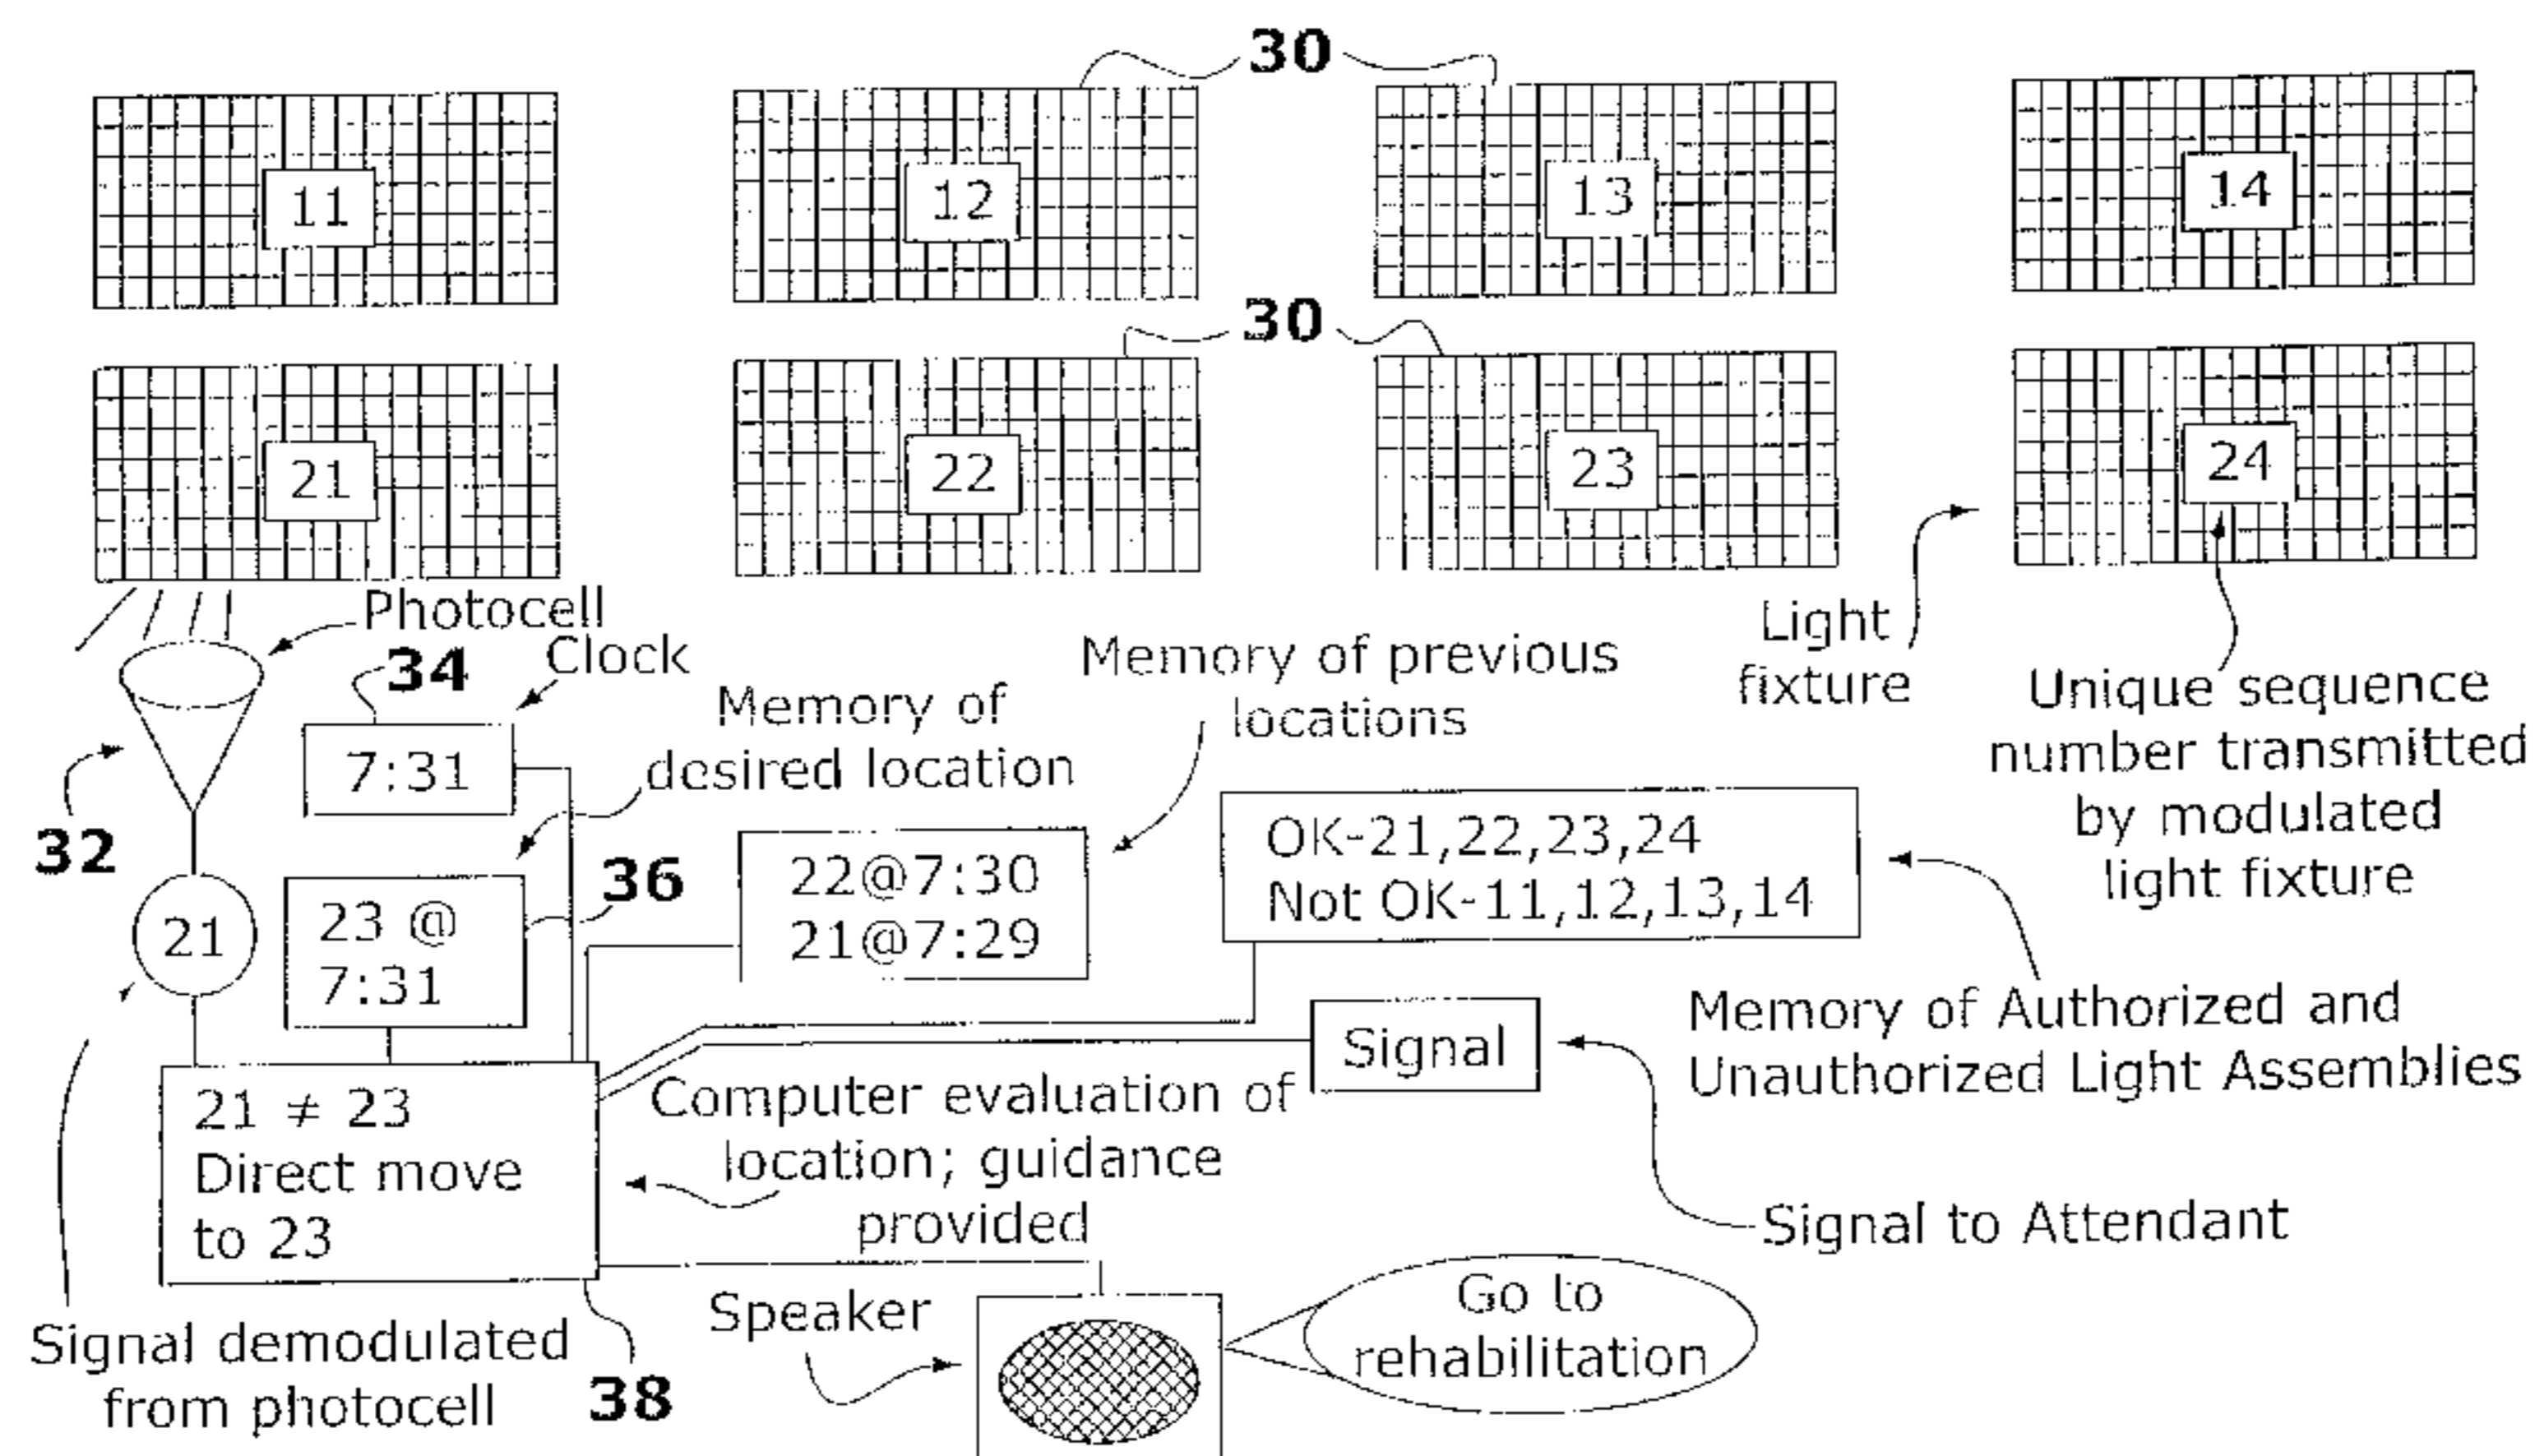 30
11
12
13
14
30
21
22
23
24
Photocell
34
Clock
Memory of
desired location
Memory of previous
locations
Light
fixture
Unique sequence
number transmitted
by modulated
light fixture
32
7:31
36
23 @
7:31
22@7:30
21@7:29
OK-21,22,23,24
Not OK-11,12,13,14
21
Memory of Authorized and
Unauthorized Light Assemblies
Signal
21 ≠ 23
Direct move
to 23
Computer evaluation of
location; guidance
provided
Signal to Attendant
Signal demodulated
from photocell
38
Speaker
Go to
rehabilitation